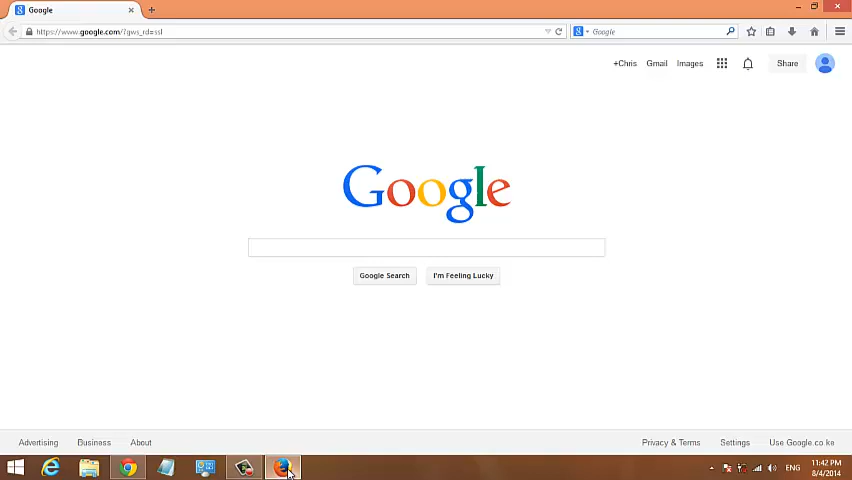 Google
https://www.google.com/?gws_rd=ssl
Google
+Chris Gmail Images Share
Google
Google Search I'm Feeling Lucky
Advertising Business About Privacy & Terms Settings Use Google.co.ke
ENG
11:42 PM
8/4/2014